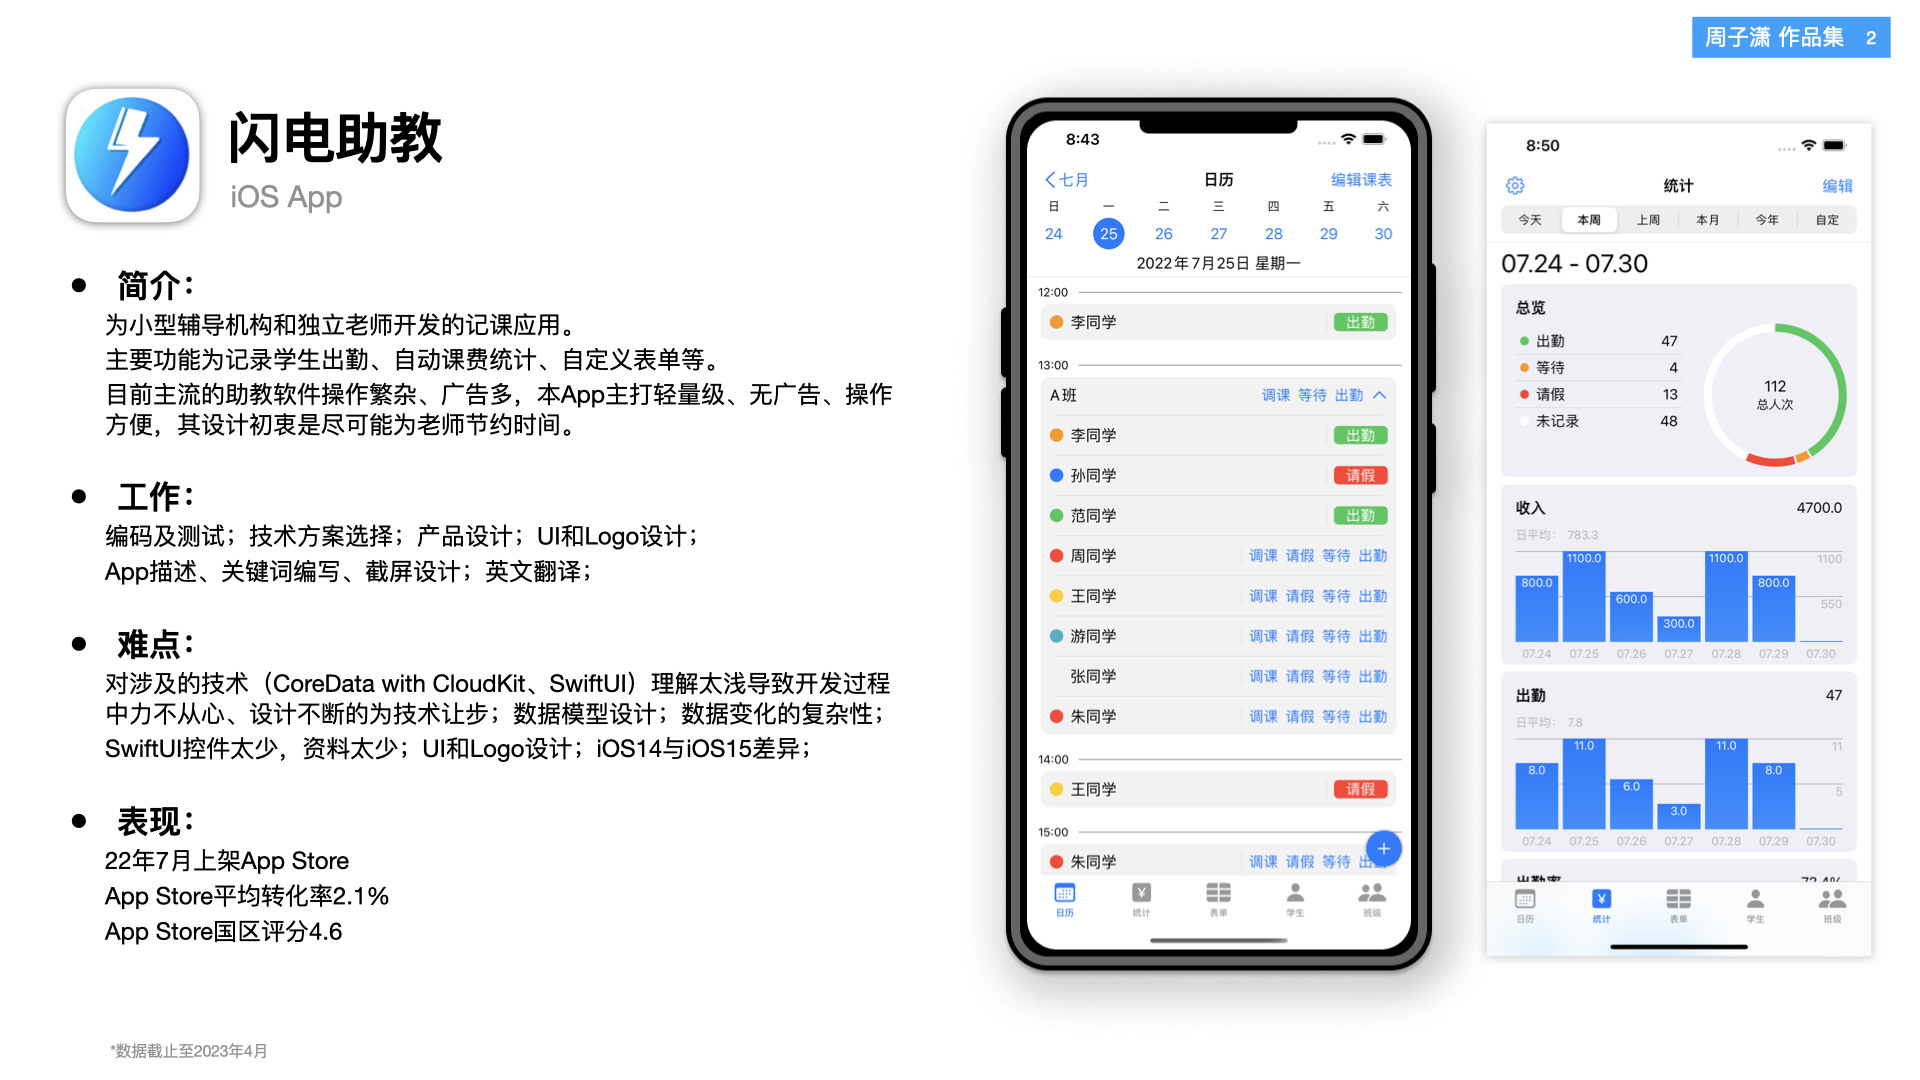 周子潇 作品集 2
闪电助教
iOS App
● 简介：
为小型辅导机构和独立老师开发的记课应用。
主要功能为记录学生出勤、自动课费统计、自定义表单等。
目前主流的助教软件操作繁杂、广告多，本App主打轻量级、无广告、操作
方便，其设计初衷是尽可能为老师节约时间。
● 工作：
编码及测试；技术方案选择；产品设计；UI和Logo设计；
App描述、关键词编写、截屏设计；英文翻译；
● 难点：
对涉及的技术（CoreData with CloudKit、SwiftUI）理解太浅导致开发过程
中力不从心、设计不断的为技术让步；数据模型设计；数据变化的复杂性；
SwiftUI控件太少，资料太少；UI和Logo设计；iOS14与iOS15差异；
● 表现：
22年7月上架App Store
App Store平均转化率2.1%
App Store国区评分4.6
*数据截止至2023年4月
8:43
七月 日历 编辑课表
日 一 二 三 四 五 六
24 25 26 27 28 29 30
2022年7月25日 星期一
12:00
李同学 出勤
13:00
A班 调课 等待 出勤
李同学 出勤
孙同学 请假
范同学 出勤
周同学 调课 请假 等待 出勤
王同学 调课 请假 等待 出勤
游同学 调课 请假 等待 出勤
张同学 调课 请假 等待 出勤
朱同学 调课 请假 等待 出勤
14:00
王同学 请假
15:00
朱同学 调课 请假 等待 出
+
¥
日历 统计 表单 学生 班级
8:50
统计 编辑
今天 本周 上周 本月 今年 自定
07.24 - 07.30
总览
出勤 47
等待 4
请假 13
未记录 48
112
总人次
收入 4700.0
日平均： 783.3
1100
550
800.0 1100.0 600.0 300.0 1100.0 800.0
07.24 07.25 07.26 07.27 07.28 07.29 07.30
出勤 47
日平均： 7.8
11
5
8.0 11.0 6.0 3.0 11.0 8.0
07.24 07.25 07.26 07.27 07.28 07.29 07.30
出勤率 73.4%
¥
日历 统计 表单 学生 班级